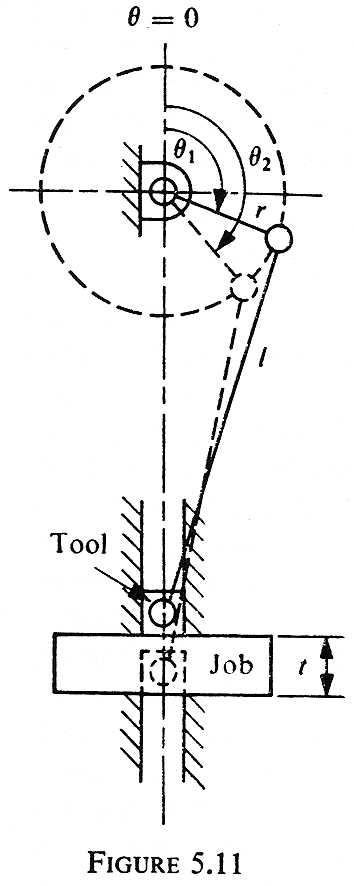 θ = 0
θ₁
θ₂
r
l
Tool
Job
t
FIGURE 5.11